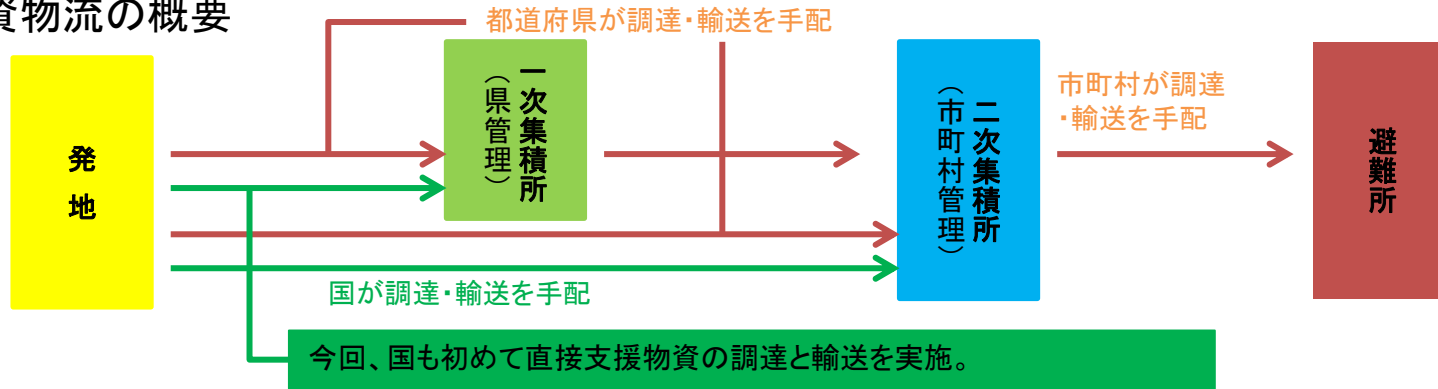 資物流の概要
都道府県が調達・輸送を手配
発
地
一次集積所
（県管理）
二次集積所
（市町村管理）
市町村が調達
・輸送を手配
避難所
国が調達・輸送を手配
今回、国も初めて直接支援物資の調達と輸送を実施。